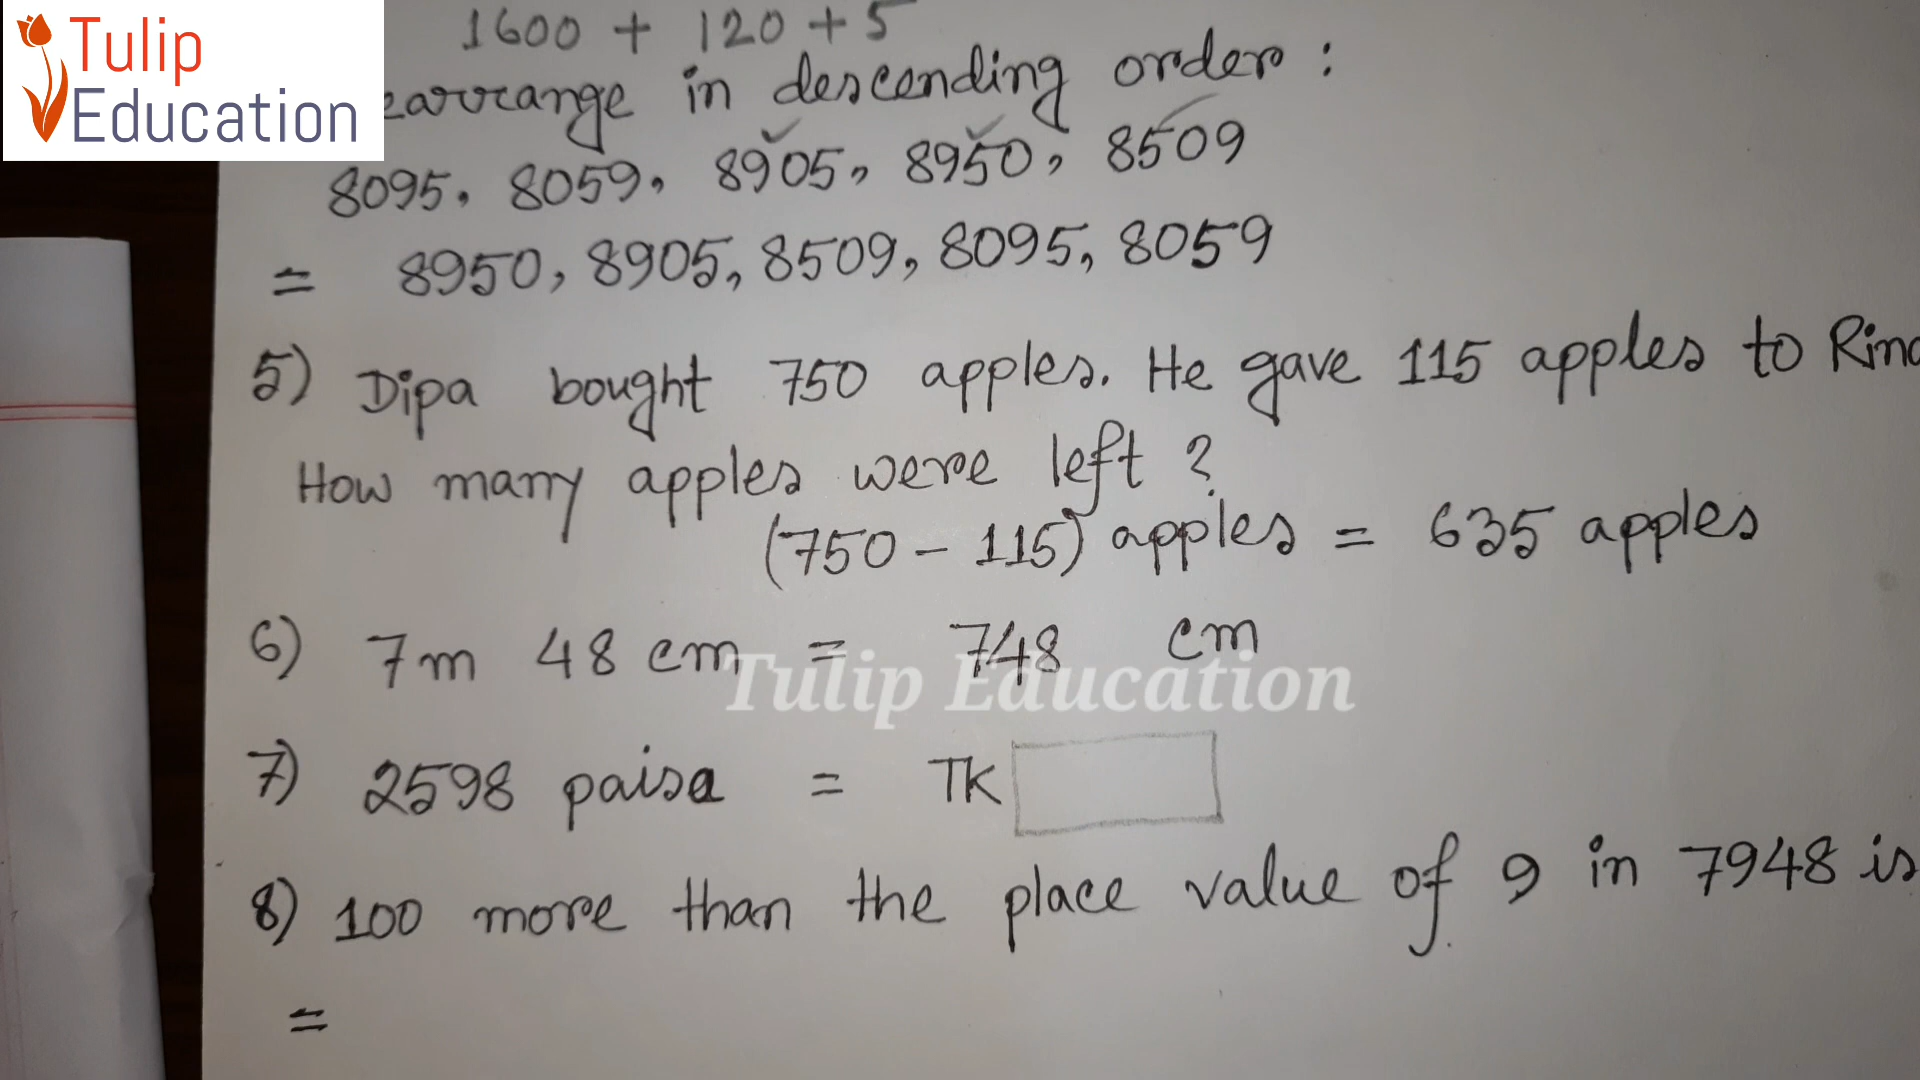 Tulip
Education
1600 + 120 + 5
earrange in descending order :
8095, 8059, 8905, 8950, 8509
= 8950, 8905, 8509, 8095, 8059
5) Dipa bought 750 apples. He gave 115 apples to Rina
How many apples were left ?
(750 - 115) apples = 635 apples
6) 7m 48 cm = 748 cm
Tulip Education
7) 2598 paisa = TK
8) 100 more than the place value of 9 in 7948 is
=